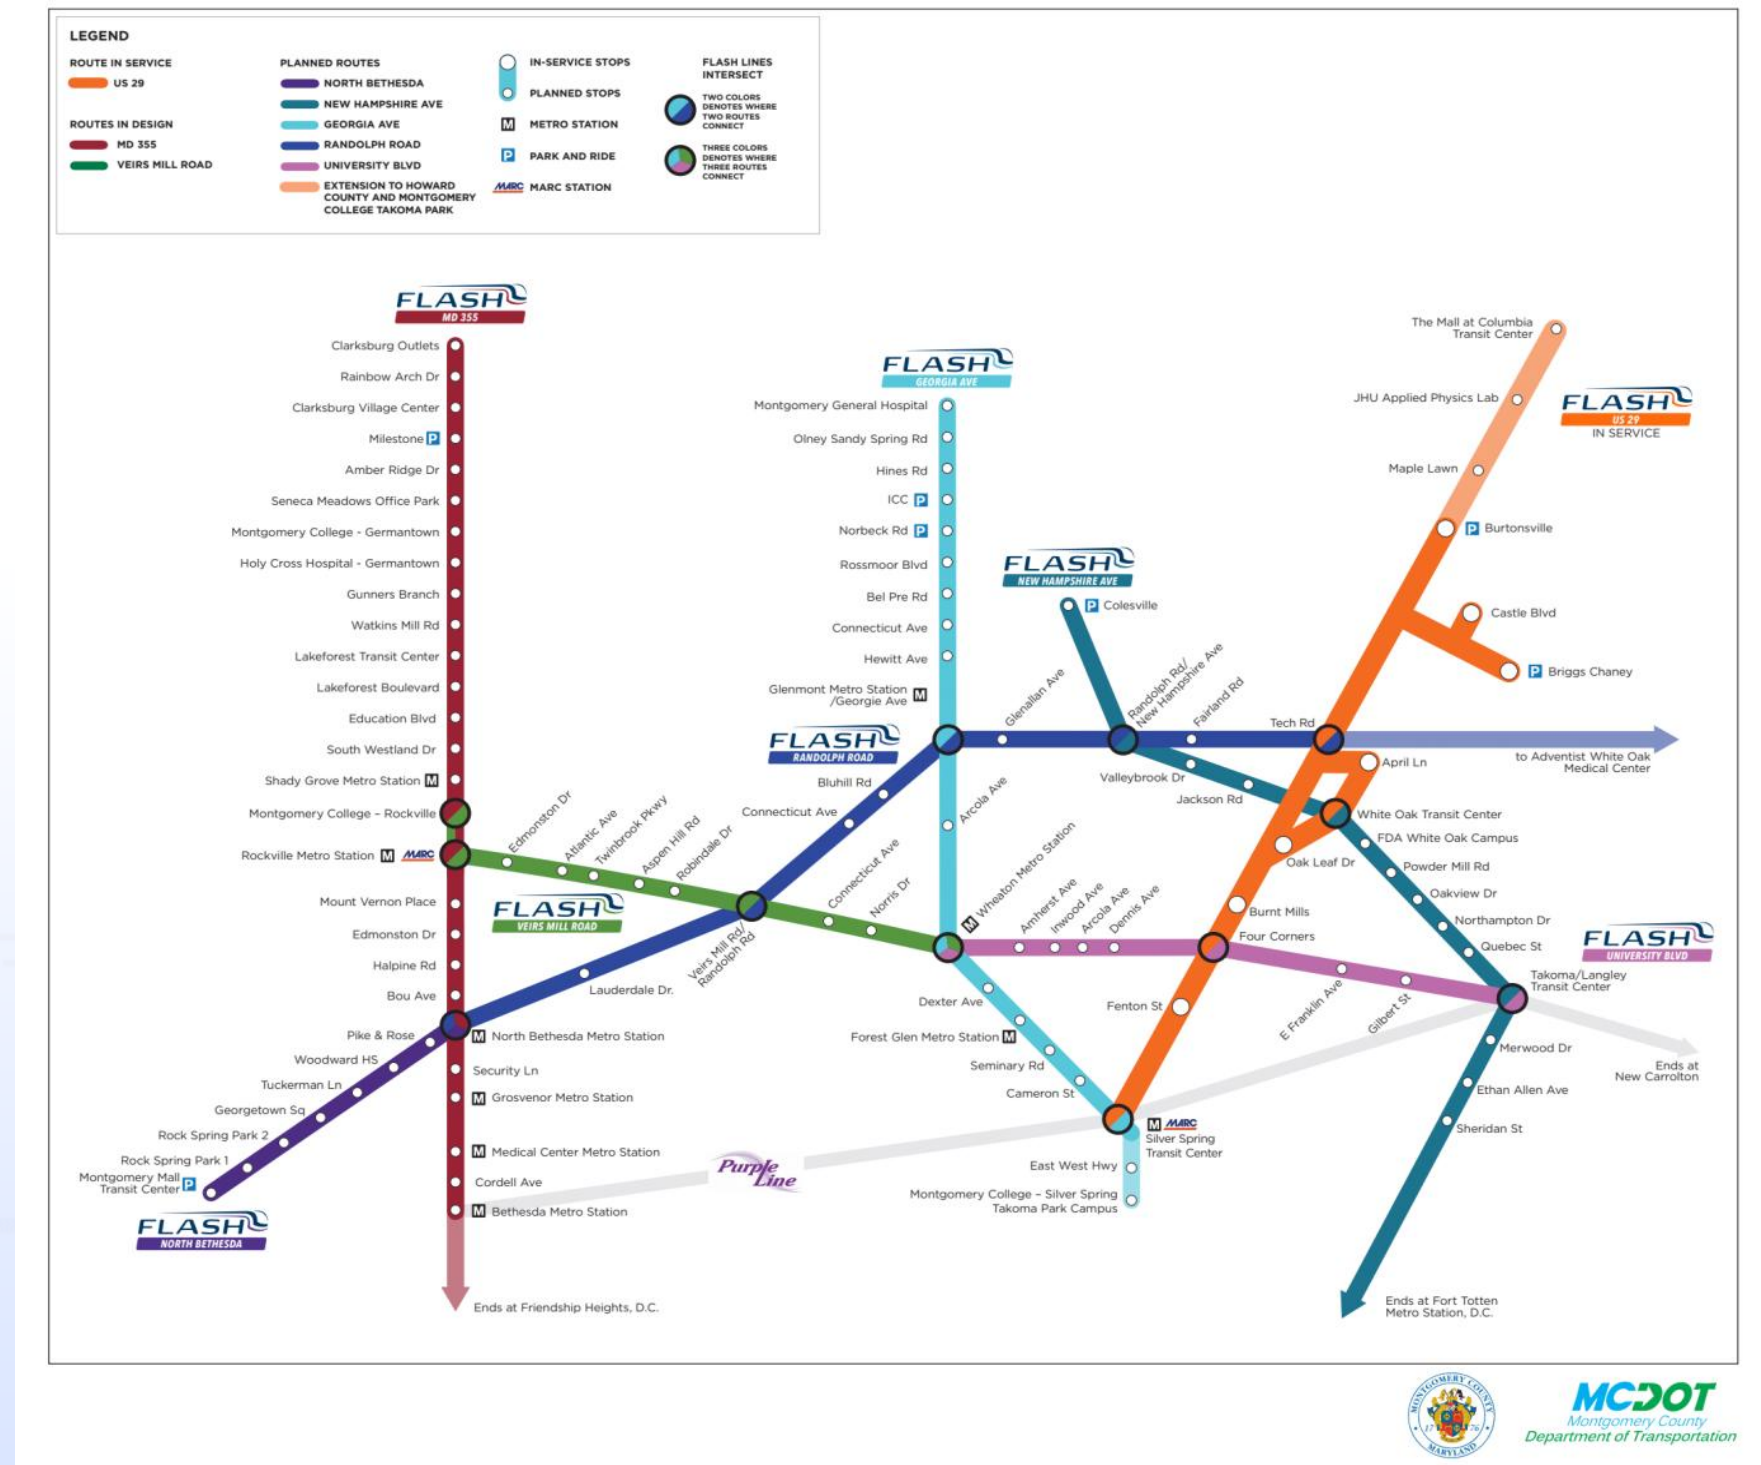 LEGEND
ROUTE IN SERVICE
US 29
ROUTES IN DESIGN
MD 355
VEIRS MILL ROAD
PLANNED ROUTES
NORTH BETHESDA
NEW HAMPSHIRE AVE
GEORGIA AVE
RANDOLPH ROAD
UNIVERSITY BLVD
EXTENSION TO HOWARD
COUNTY AND MONTGOMERY
COLLEGE TAKOMA PARK
IN-SERVICE STOPS
PLANNED STOPS
M METRO STATION
P PARK AND RIDE
MARC MARC STATION
FLASH LINES
INTERSECT
TWO COLORS
DENOTES WHERE
TWO ROUTES
CONNECT
THREE COLORS
DENOTES WHERE
THREE ROUTES
CONNECT
FLASH
MD 355
Clarksburg Outlets
Rainbow Arch Dr
Clarksburg Village Center
Milestone P
Amber Ridge Dr
Seneca Meadows Office Park
Montgomery College - Germantown
Holy Cross Hospital - Germantown
Gunners Branch
Watkins Mill Rd
Lakeforest Transit Center
Lakeforest Boulevard
Education Blvd
South Westland Dr
Shady Grove Metro Station M
Montgomery College – Rockville
Rockville Metro Station M MARC
Mount Vernon Place
Edmonston Dr
Halpine Rd
Bou Ave
M North Bethesda Metro Station
Security Ln
M Grosvenor Metro Station
M Medical Center Metro Station
Cordell Ave
M Bethesda Metro Station
Ends at Friendship Heights, D.C.
Pike & Rose
Woodward HS
Tuckerman Ln
Georgetown Sq
Rock Spring Park 2
Rock Spring Park 1
Montgomery Mall
Transit Center P
FLASH
NORTH BETHESDA
Edmonston Dr
Atlantic Ave
Twinbrook Pkwy
Aspen Hill Rd
Robindale Dr
FLASH
VEIRS MILL ROAD
Veirs Mill Rd/
Randolph Rd
Connecticut Ave
Norris Dr
Lauderdale Dr.
Connecticut Ave
Bluhill Rd
FLASH
RANDOLPH ROAD
FLASH
GEORGIA AVE
Montgomery General Hospital
Olney Sandy Spring Rd
Hines Rd
ICC P
Norbeck Rd P
Rossmoor Blvd
Bel Pre Rd
Connecticut Ave
Hewitt Ave
Glenmont Metro Station
/Georgie Ave M
Arcola Ave
M Wheaton Metro Station
Dexter Ave
Forest Glen Metro Station M
Seminary Rd
Cameron St
M MARC
Silver Spring
Transit Center
East West Hwy
Montgomery College – Silver Spring
Takoma Park Campus
Purple
Line
Glenallan Ave
Randolph Rd/
New Hampshire Ave
Fairland Rd
Tech Rd
to Adventist White Oak
Medical Center
FLASH
NEW HAMPSHIRE AVE
P Colesville
Valleybrook Dr
Jackson Rd
White Oak Transit Center
FDA White Oak Campus
Powder Mill Rd
Oakview Dr
Northampton Dr
Quebec St
Takoma/Langley
Transit Center
Merwood Dr
Ethan Allen Ave
Sheridan St
Ends at Fort Totten
Metro Station, D.C.
The Mall at Columbia
Transit Center
JHU Applied Physics Lab
Maple Lawn
FLASH
US 29
IN SERVICE
P Burtonsville
Castle Blvd
P Briggs Chaney
April Ln
Oak Leaf Dr
Burnt Mills
Four Corners
Fenton St
Amherst Ave
Inwood Ave
Arcola Ave
Dennis Ave
E Franklin Ave
Gilbert St
FLASH
UNIVERSITY BLVD
Ends at
New Carrolton
MONTGOMERY COUNTY
17 76
MARYLAND
MCDOT
Montgomery County
Department of Transportation